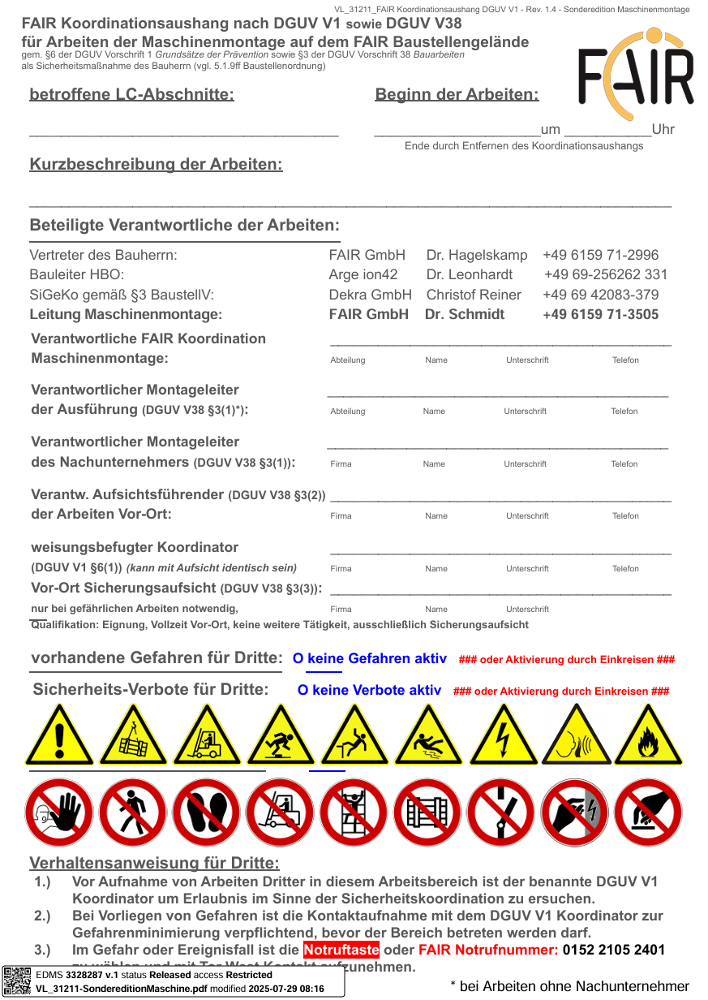 VL_31211_FAIR Koordinationsaushang DGUV V1 - Rev. 1.4 - Sonderedition Maschinenmontage
FAIR Koordinationsaushang nach DGUV V1 sowie DGUV V38
für Arbeiten der Maschinenmontage auf dem FAIR Baustellengelände
gem. §6 der DGUV Vorschrift 1 Grundsätze der Prävention sowie §3 der DGUV Vorschrift 38 Bauarbeiten
als Sicherheitsmaßnahme des Bauherrn (vgl. 5.1.9ff Baustellenordnung)
FAIR
betroffene LC-Abschnitte: Beginn der Arbeiten:
um Uhr
Ende durch Entfernen des Koordinationsaushangs
Kurzbeschreibung der Arbeiten:
Beteiligte Verantwortliche der Arbeiten:
Vertreter des Bauherrn: FAIR GmbH Dr. Hagelskamp +49 6159 71-2996
Bauleiter HBO: Arge ion42 Dr. Leonhardt +49 69-256262 331
SiGeKo gemäß §3 BaustellV: Dekra GmbH Christof Reiner +49 69 42083-379
Leitung Maschinenmontage: FAIR GmbH Dr. Schmidt +49 6159 71-3505
Verantwortliche FAIR Koordination
Maschinenmontage: Abteilung Name Unterschrift Telefon
Verantwortlicher Montageleiter
der Ausführung (DGUV V38 §3(1)*): Abteilung Name Unterschrift Telefon
Verantwortlicher Montageleiter
des Nachunternehmers (DGUV V38 §3(1)): Firma Name Unterschrift Telefon
Verantw. Aufsichtsführender (DGUV V38 §3(2))
der Arbeiten Vor-Ort: Firma Name Unterschrift Telefon
weisungsbefugter Koordinator
(DGUV V1 §6(1)) (kann mit Aufsicht identisch sein) Firma Name Unterschrift Telefon
Vor-Ort Sicherungsaufsicht (DGUV V38 §3(3)):
nur bei gefährlichen Arbeiten notwendig, Firma Name Unterschrift
Qualifikation: Eignung, Vollzeit Vor-Ort, keine weitere Tätigkeit, ausschließlich Sicherungsaufsicht
vorhandene Gefahren für Dritte: O keine Gefahren aktiv ### oder Aktivierung durch Einkreisen ###
Sicherheits-Verbote für Dritte: O keine Verbote aktiv ### oder Aktivierung durch Einkreisen ###
Verhaltensanweisung für Dritte:
1.) Vor Aufnahme von Arbeiten Dritter in diesem Arbeitsbereich ist der benannte DGUV V1
Koordinator um Erlaubnis im Sinne der Sicherheitskoordination zu ersuchen.
2.) Bei Vorliegen von Gefahren ist die Kontaktaufnahme mit dem DGUV V1 Koordinator zur
Gefahrenminimierung verpflichtend, bevor der Bereich betreten werden darf.
3.) Im Gefahr oder Ereignisfall ist die Notruftaste oder FAIR Notrufnummer: 0152 2105 2401
zu wählen und mit Tor West Kontakt aufzunehmen.
EDMS 3328287 v.1 status Released access Restricted
VL_31211-SondereditionMaschine.pdf modified 2025-07-29 08:16
* bei Arbeiten ohne Nachunternehmer